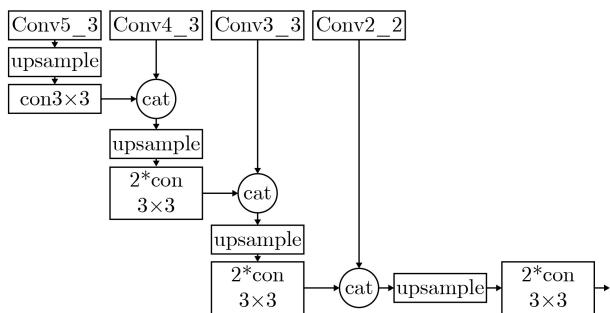 Conv5_3 Conv4_3 Conv3_3 Conv2_2
upsample
con3×3
cat
upsample
2*con
3×3
cat
upsample
2*con
3×3
cat
upsample
2*con
3×3